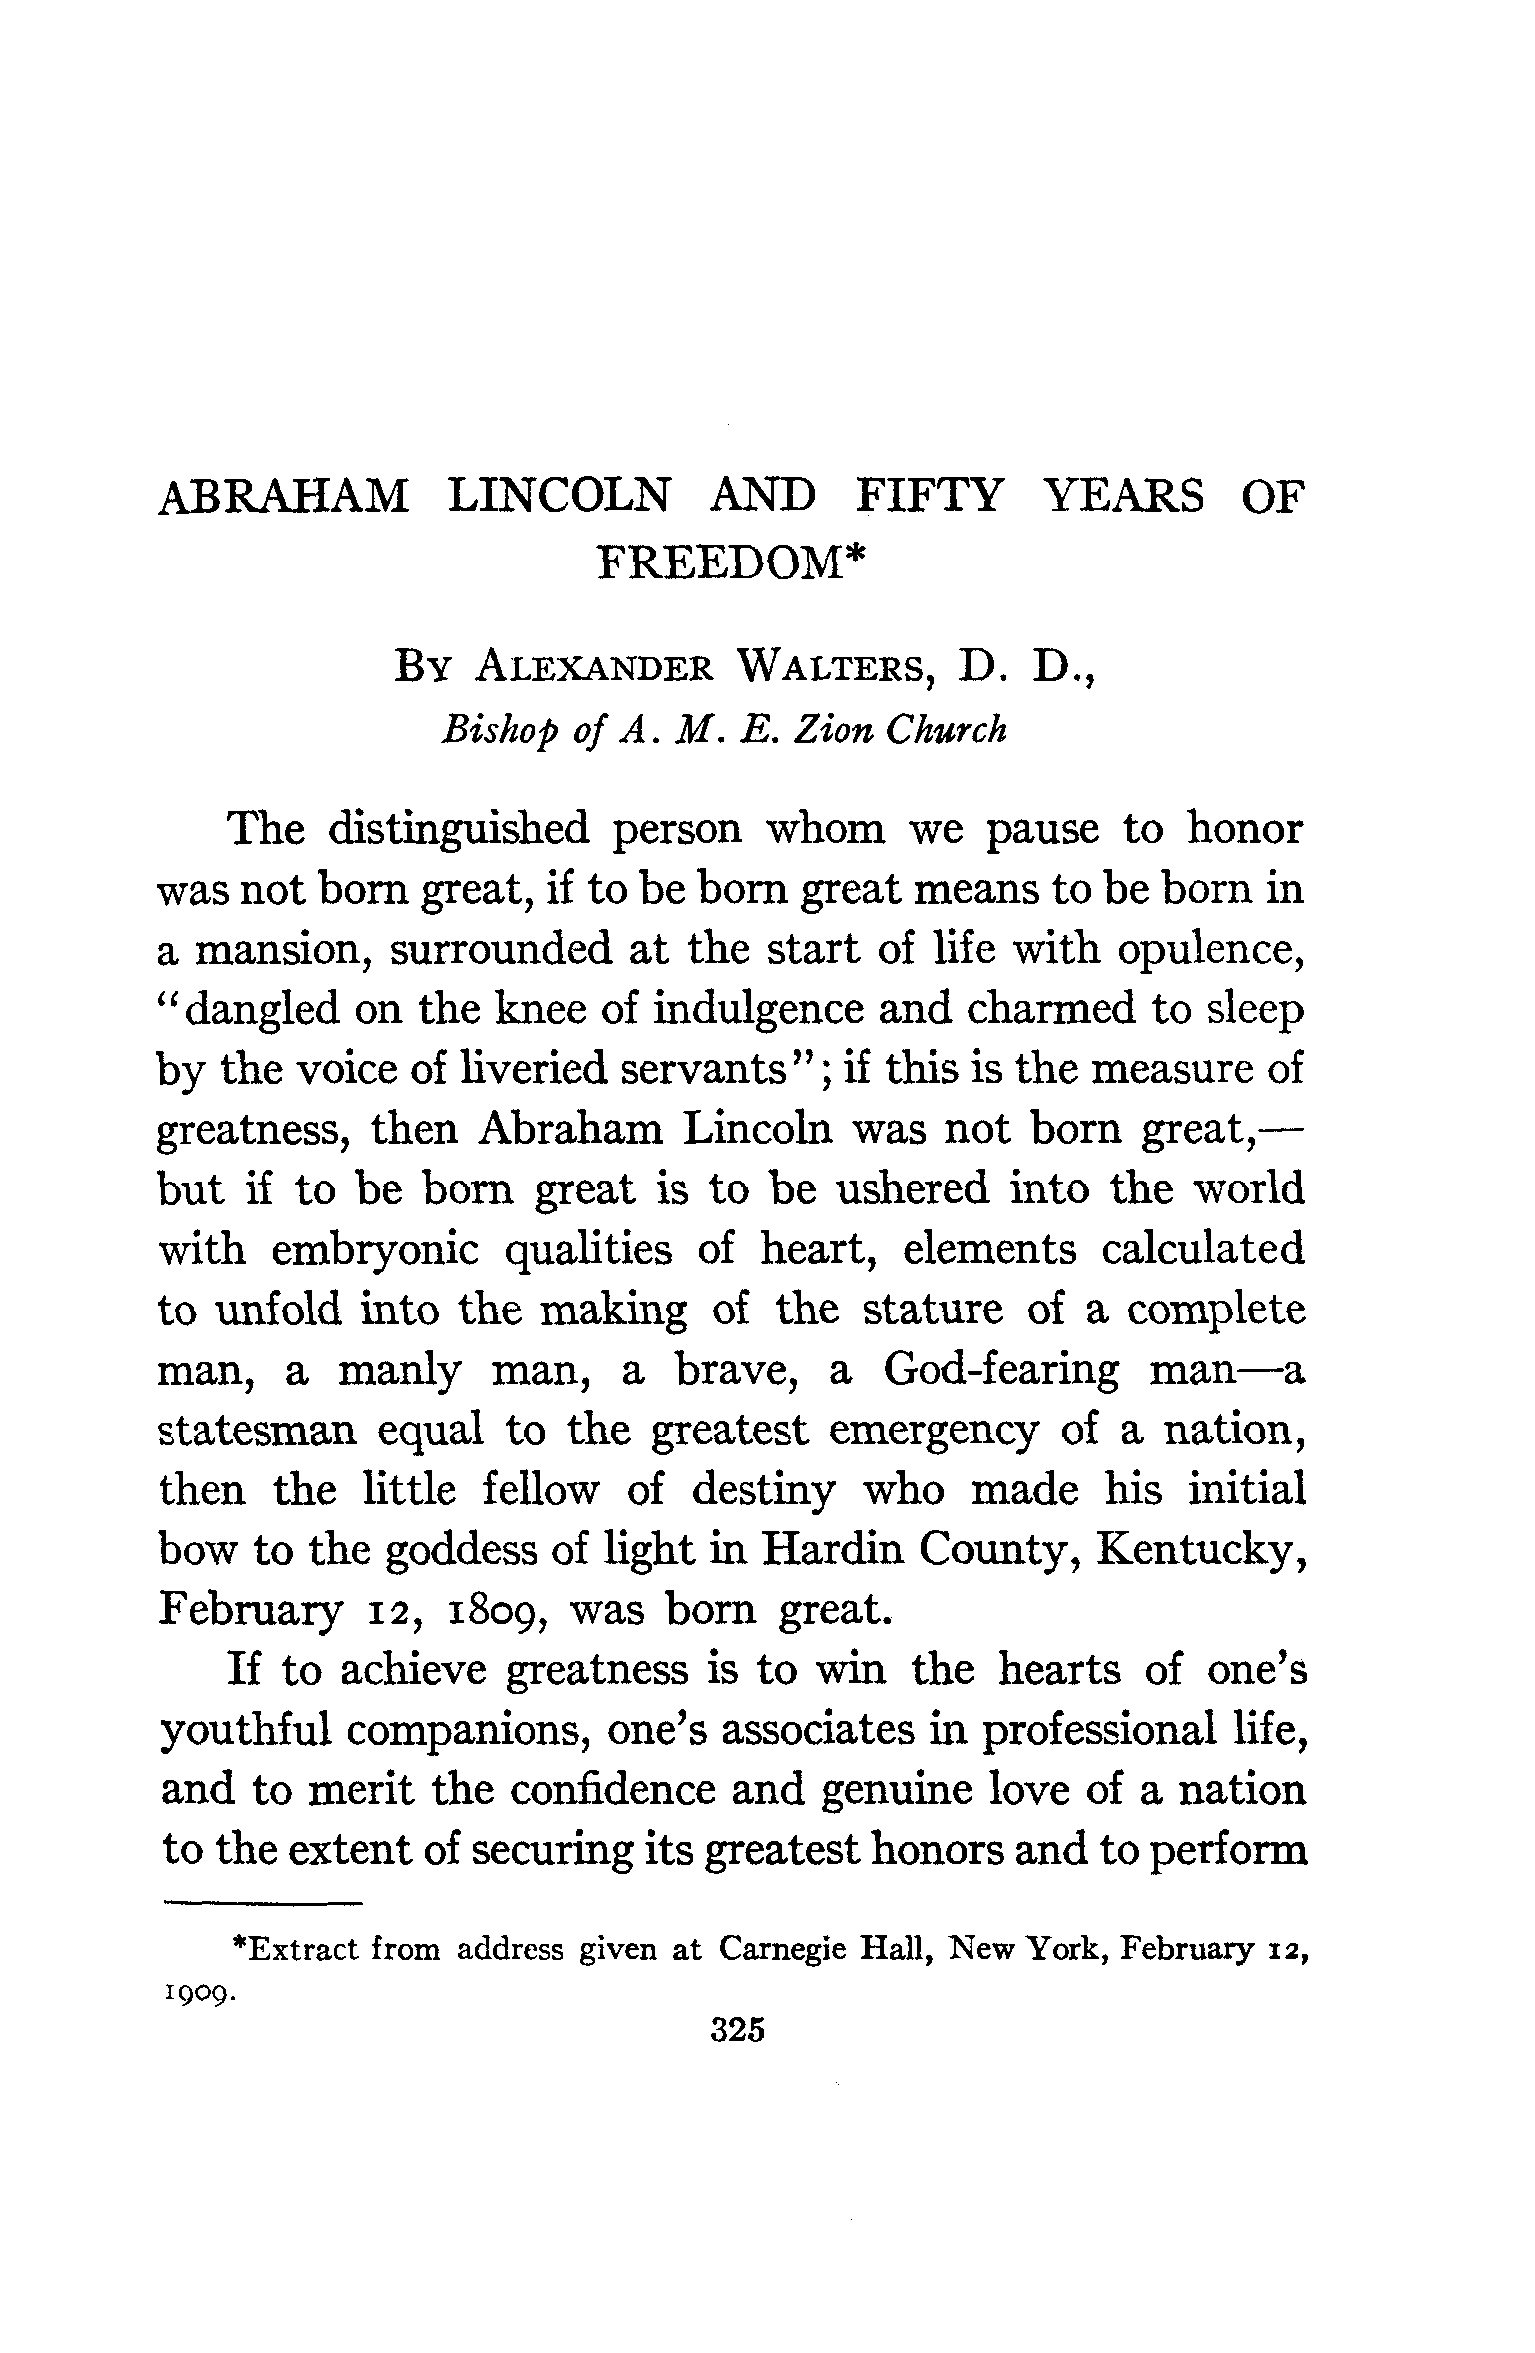 ABRAHAM LINCOLN AND FIFTY YEARS OF
FREEDOM*
By Alexander Walters, D. D.,
Bishop of A. M. E. Zion Church
The distinguished person whom we pause to honor
was not born great, if to be born great means to be born in
a mansion, surrounded at the start of life with opulence,
“dangled on the knee of indulgence and charmed to sleep
by the voice of liveried servants”; if this is the measure of
greatness, then Abraham Lincoln was not born great,—
but if to be born great is to be ushered into the world
with embryonic qualities of heart, elements calculated
to unfold into the making of the stature of a complete
man, a manly man, a brave, a God-fearing man—a
statesman equal to the greatest emergency of a nation,
then the little fellow of destiny who made his initial
bow to the goddess of light in Hardin County, Kentucky,
February 12, 1809, was born great.
If to achieve greatness is to win the hearts of one’s
youthful companions, one’s associates in professional life,
and to merit the confidence and genuine love of a nation
to the extent of securing its greatest honors and to perform
*Extract from address given at Carnegie Hall, New York, February 12,
1909.
325